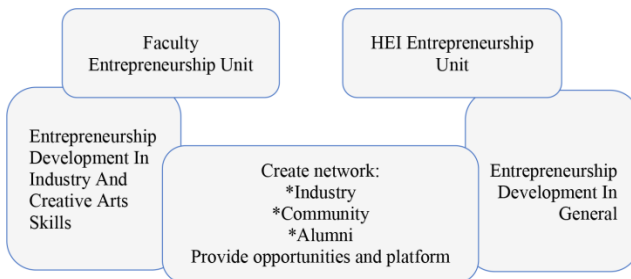 Faculty
Entrepreneurship Unit
HEI Entrepreneurship
Unit
Entrepreneurship
Development In
Industry And
Creative Arts
Skills
Create network:
*Industry
*Community
*Alumni
Provide opportunities and platform
Entrepreneurship
Development In
General